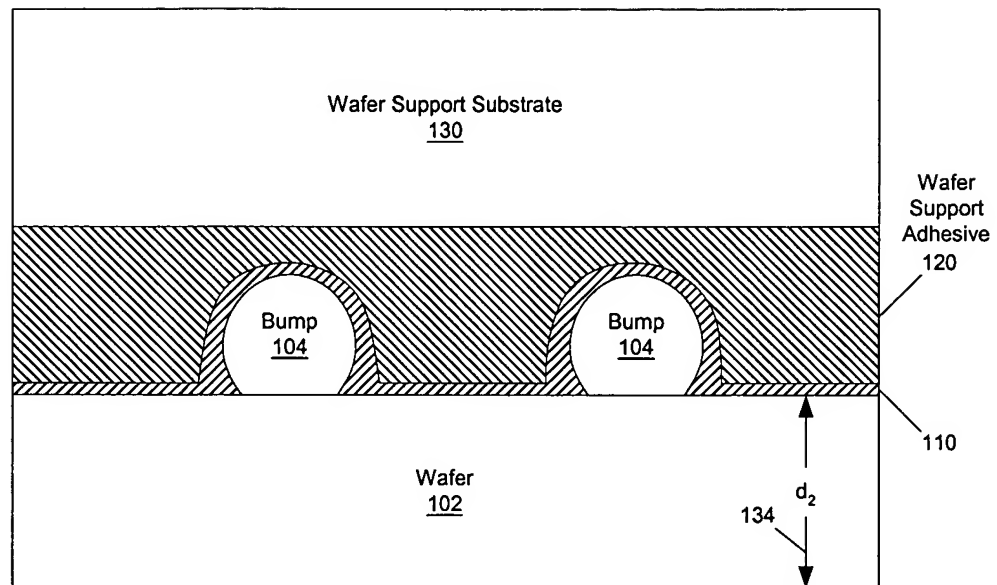 Wafer Support Substrate
130
Wafer
Support
Adhesive
120
Bump
104
Bump
104
110
Wafer
102
d2
134